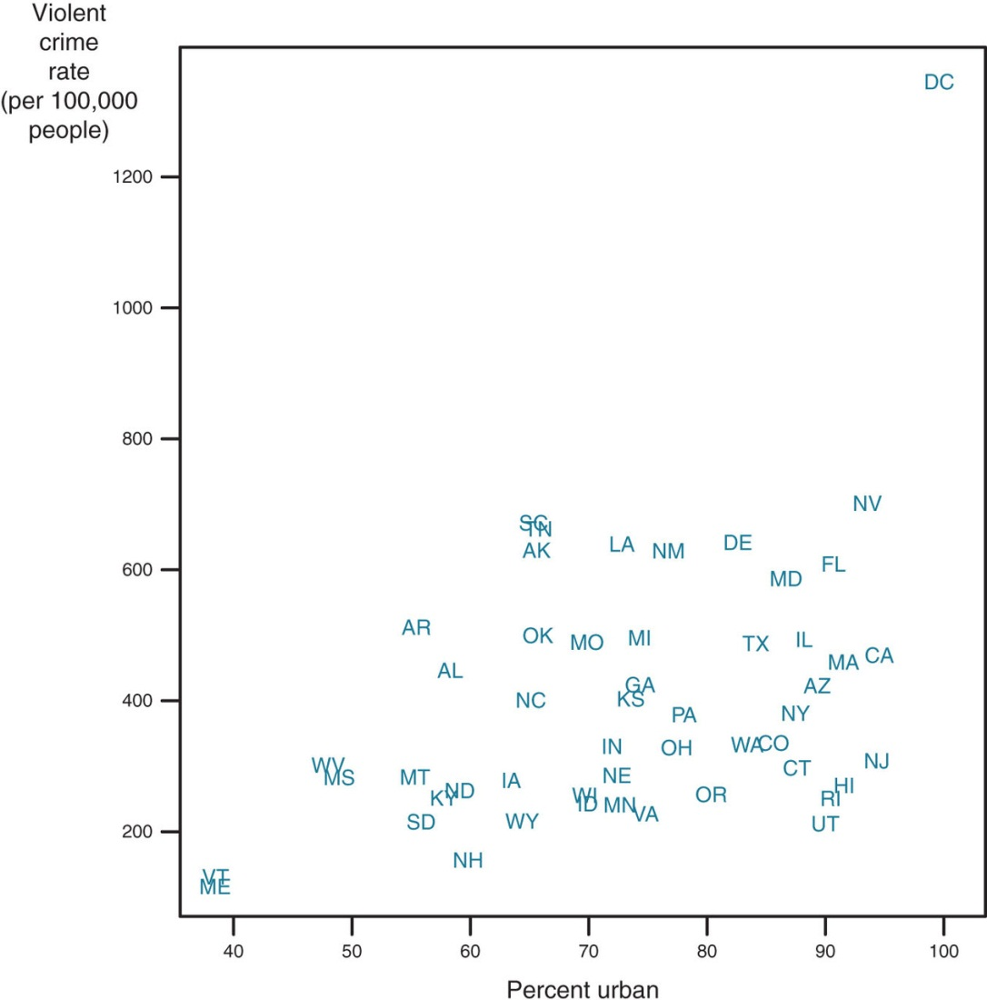 Violent
crime
rate
(per 100,000
people)
DC
1200
1000
800
NV
SC
TN
AK
LA
NM
DE
FL
600
MD
AR
OK
MO
MI
TX
IL
CA
MA
AL
GA
AZ
NC
KS
400
PA
NY
IN
OH
WA
CO
WV
MS
MT
IA
NE
CT
NJ
HI
ND
KY
WI
ID
MN
VA
OR
RI
UT
SD
WY
200
NH
VT
ME
40 50 60 70 80 90 100
Percent urban